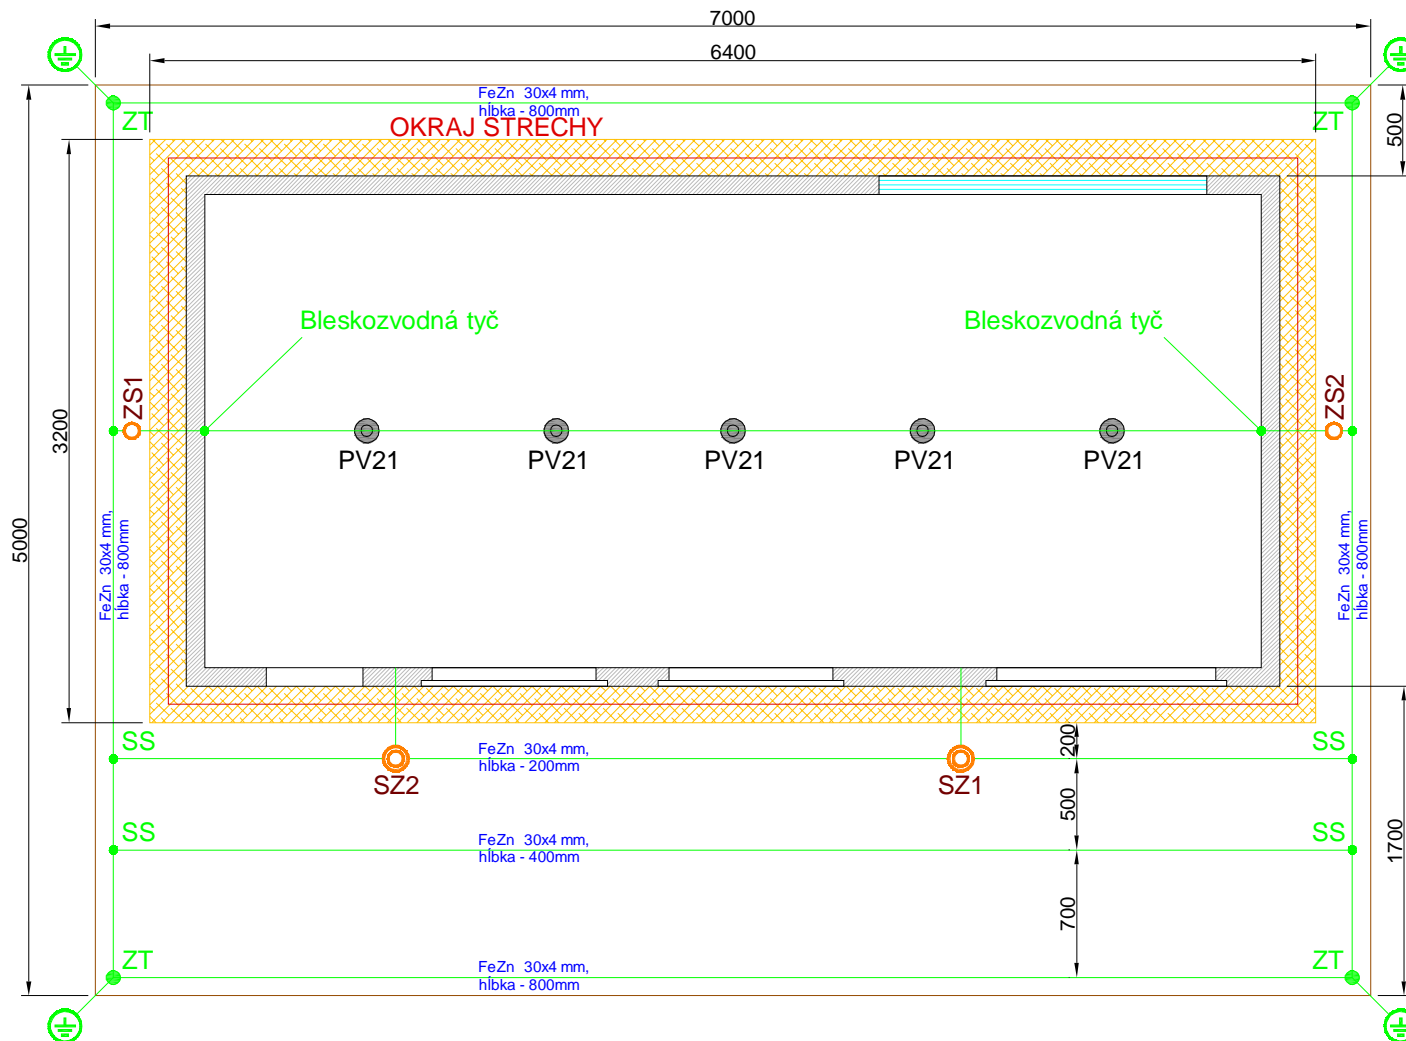 7000
6400
FeZn 30x4 mm,
hĺbka - 800mm
ZT
OKRAJ STRECHY
ZT
500
Bleskozvodná tyč
Bleskozvodná tyč
ZS1
ZS2
3200
PV21
PV21
PV21
PV21
PV21
5000
FeZn 30x4 mm,
hĺbka - 800mm
FeZn 30x4 mm,
hĺbka - 800mm
SS
FeZn 30x4 mm,
hĺbka - 200mm
200
SS
SZ2
SZ1
500
SS
FeZn 30x4 mm,
hĺbka - 400mm
SS
1700
700
ZT
FeZn 30x4 mm,
hĺbka - 800mm
ZT